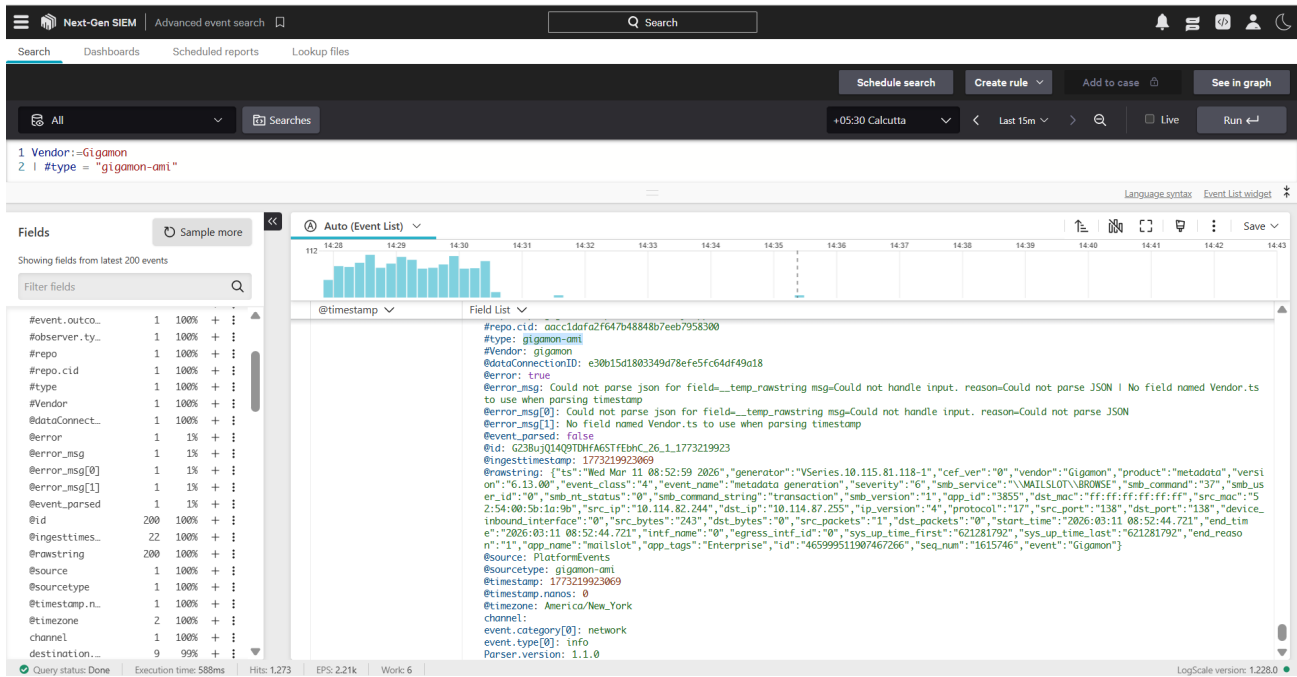 Next-Gen SIEM | Advanced event search
Search
Search Dashboards Scheduled reports Lookup files
Schedule search Create rule Add to case See in graph
All Searches +05:30 Calcutta Last 15m Live Run
1 Vendor:=Gigamon
2 | #type = "gigamon-ami"
Language syntax Event List widget
Fields Sample more
Showing fields from latest 200 events
Filter fields
#event.outco… 1 100%
#observer.ty… 1 100%
#repo 1 100%
#repo.cid 1 100%
#type 1 100%
#Vendor 1 100%
@dataConnect… 1 100%
@error 1 1%
@error_msg 1 1%
@error_msg[0] 1 1%
@error_msg[1] 1 1%
@event_parsed 1 1%
@id 200 100%
@ingesttimes… 22 100%
@rawstring 200 100%
@source 1 100%
@sourcetype 1 100%
@timestamp.n… 1 100%
@timezone 2 100%
channel 1 100%
destination.… 9 99%
Auto (Event List) Save
112
14:28 14:29 14:30 14:31 14:32 14:33 14:34 14:35 14:36 14:37 14:38 14:39 14:40 14:41 14:42 14:43
@timestamp Field List
#repo.cid: aacc1dafa2f647b48848b7eeb7958300
#type: gigamon-ami
#Vendor: gigamon
@dataConnectionID: e30b15d1803349d78efe5fc64df49a18
@error: true
@error_msg: Could not parse json for field=__temp_rawstring msg=Could not handle input. reason=Could not parse JSON | No field named Vendor.ts
to use when parsing timestamp
@error_msg[0]: Could not parse json for field=__temp_rawstring msg=Could not handle input. reason=Could not parse JSON
@error_msg[1]: No field named Vendor.ts to use when parsing timestamp
@event_parsed: false
@id: G23BujQ14Q9TDHfA6STfEbhC_26_1_1773219923
@ingesttimestamp: 1773219923069
@rawstring: {"ts":"Wed Mar 11 08:52:59 2026","generator":"VSeries.10.115.81.118-1","cef_ver":"0","vendor":"Gigamon","product":"metadata","versi
on":"6.13.00","event_class":"4","event_name":"metadata generation","severity":"6","smb_service":"\\MAILSLOT\\BROWSE","smb_command":"37","smb_us
er_id":"0","smb_nt_status":"0","smb_command_string":"transaction","smb_version":"1","app_id":"3855","dst_mac":"ff:ff:ff:ff:ff:ff","src_mac":"5
2:54:00:5b:1a:9b","src_ip":"10.114.82.244","dst_ip":"10.114.87.255","ip_version":"4","protocol":"17","src_port":"138","dst_port":"138","device_
inbound_interface":"0","src_bytes":"243","dst_bytes":"0","src_packets":"1","dst_packets":"0","start_time":"2026:03:11 08:52:44.721","end_tim
e":"2026:03:11 08:52:44.721","intf_name":"0","egress_intf_id":"0","sys_up_time_first":"621281792","sys_up_time_last":"621281792","end_reaso
n":"1","app_name":"mailslot","app_tags":"Enterprise","id":"465999511907467266","seq_num":"1615746","event":"Gigamon"}
@source: PlatformEvents
@sourcetype: gigamon-ami
@timestamp: 1773219923069
@timestamp.nanos: 0
@timezone: America/New_York
channel:
event.category[0]: network
event.type[0]: info
Parser.version: 1.1.0
Query status: Done Execution time: 588ms Hits: 1,273 EPS: 2.21k Work: 6 LogScale version: 1.228.0